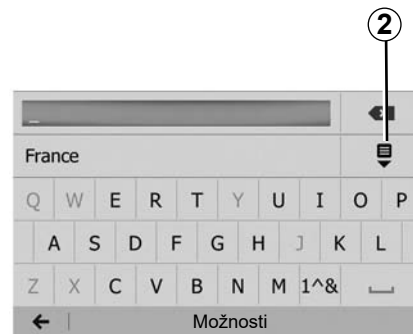 2
_
France
Q W E R T Y U I O P
A S D F G H J K L
Z X C V B N M 1^&
Možnosti